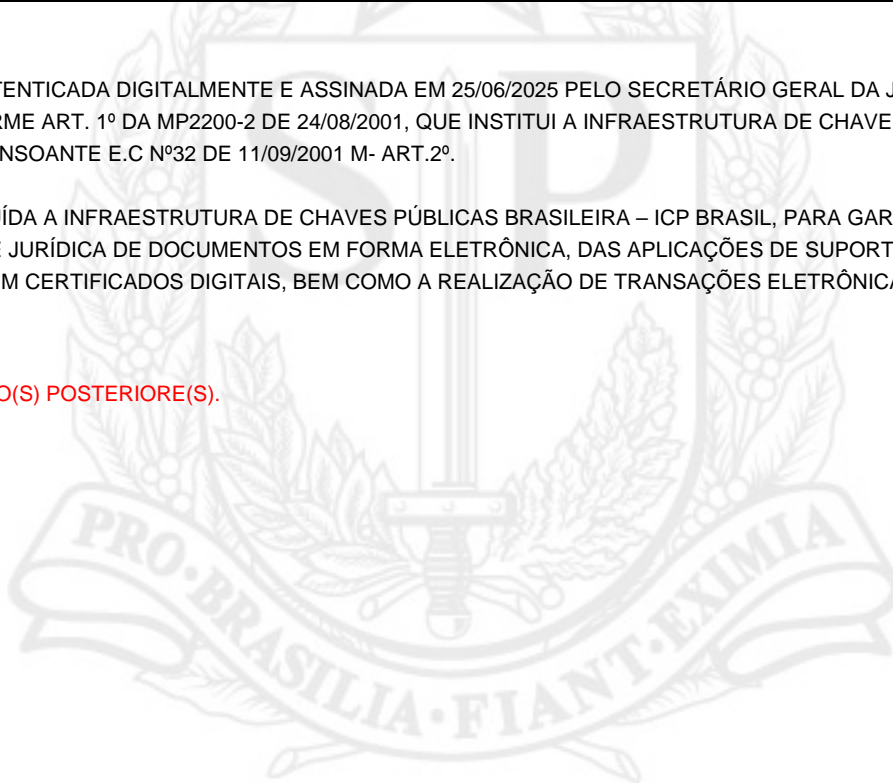 TENTICADA DIGITALMENTE E ASSINADA EM 25/06/2025 PELO SECRETÁRIO GERAL DA J
RME ART. 1º DA MP2200-2 DE 24/08/2001, QUE INSTITUI A INFRAESTRUTURA DE CHAVE
NSOANTE E.C Nº32 DE 11/09/2001 M- ART.2º.
ÍDA A INFRAESTRUTURA DE CHAVES PÚBLICAS BRASILEIRA – ICP BRASIL, PARA GAR
E JURÍDICA DE DOCUMENTOS EM FORMA ELETRÔNICA, DAS APLICAÇÕES DE SUPORT
M CERTIFICADOS DIGITAIS, BEM COMO A REALIZAÇÃO DE TRANSAÇÕES ELETRÔNICA
O(S) POSTERIORE(S).
SP
PRO·BRASILIA·FIANT·EXIMIA